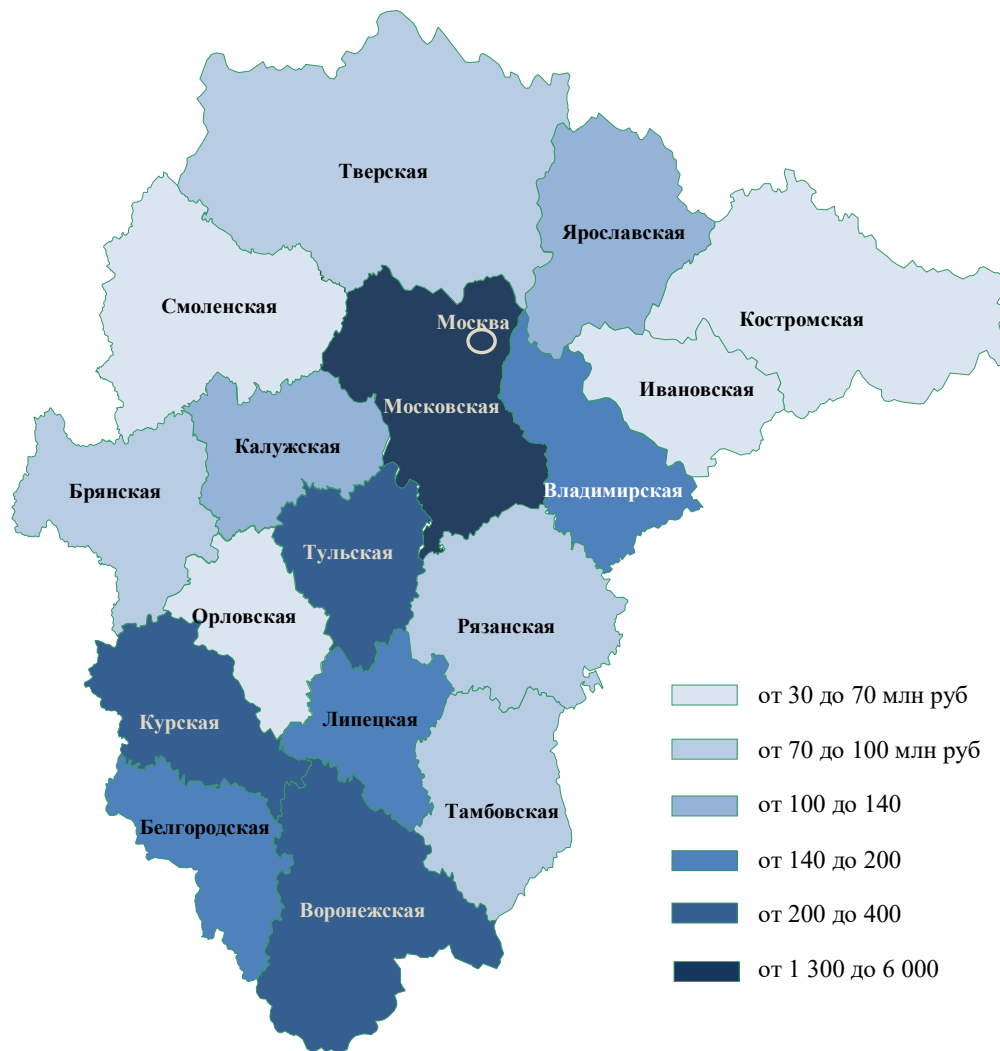 Тверская
Ярославская
Смоленская
Москва
Костромская
Ивановская
Московская
Калужская
Брянская
Владимирская
Тульская
Орловская
Рязанская
Курская
Липецкая
Тамбовская
Белгородская
Воронежская
от 30 до 70 млн руб
от 70 до 100 млн руб
от 100 до 140
от 140 до 200
от 200 до 400
от 1 300 до 6 000